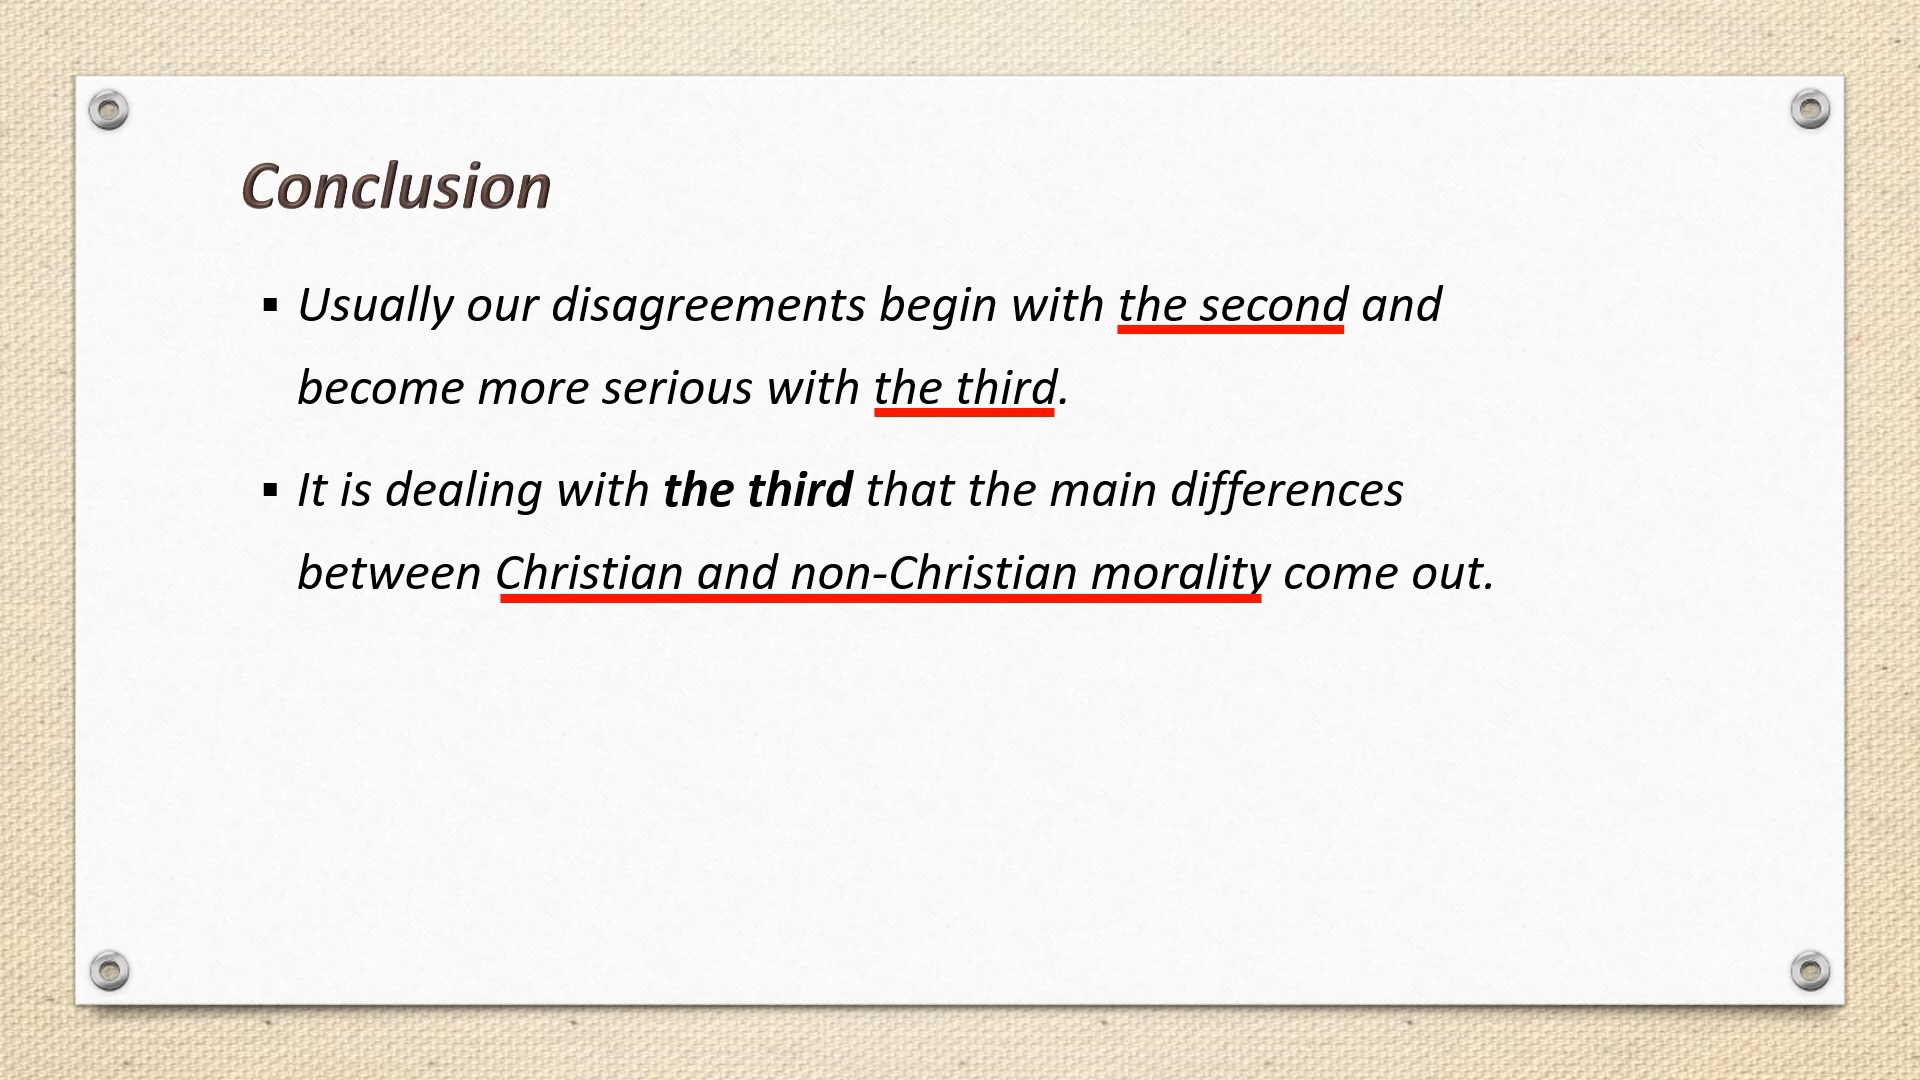 Conclusion
▪ Usually our disagreements begin with the second and
become more serious with the third.
▪ It is dealing with the third that the main differences
between Christian and non-Christian morality come out.